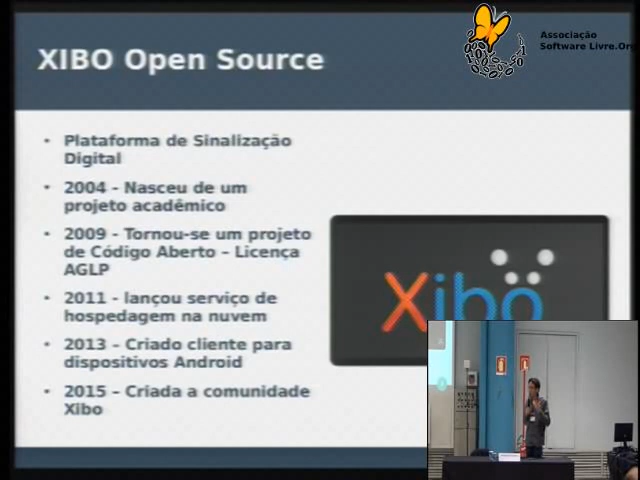 Associação
Software Livre.Or
XIBO Open Source
• Plataforma de Sinalização
Digital
• 2004 - Nasceu de um
projeto acadêmico
• 2009 - Tornou-se um projeto
de Código Aberto – Licença
AGLP
• 2011 - lançou serviço de
hospedagem na nuvem
• 2013 – Criado cliente para
dispositivos Android
• 2015 – Criada a comunidade
Xibo
Xibo